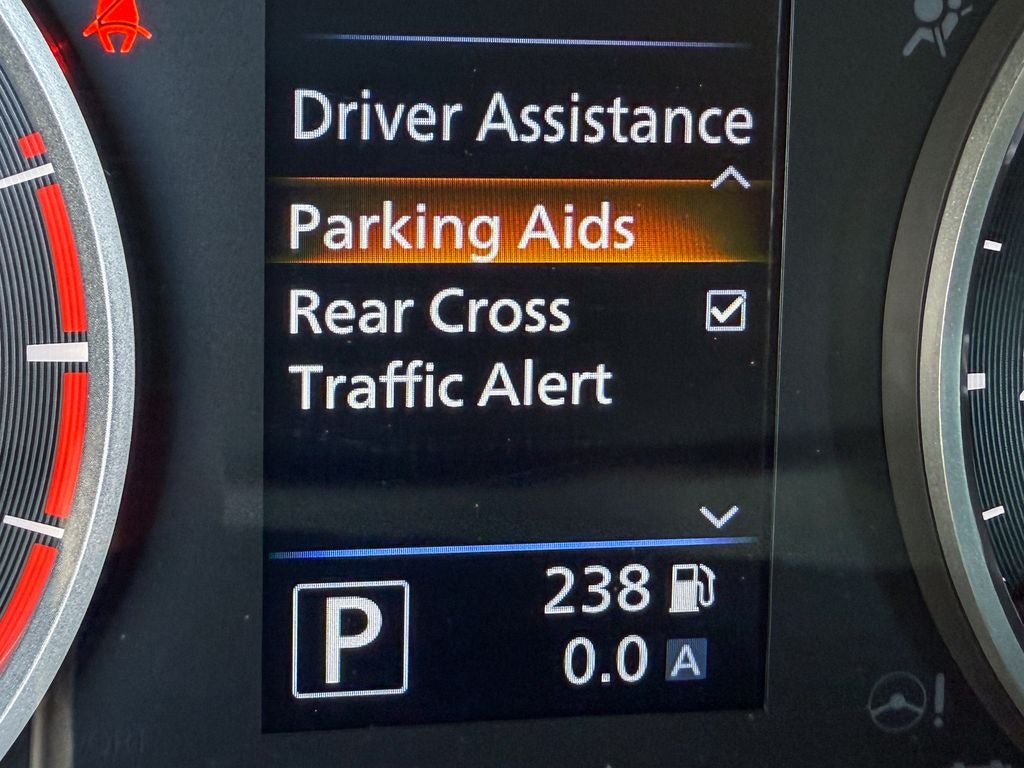 Driver Assistance
Parking Aids
Rear Cross
Traffic Alert
P
238
0.0 A